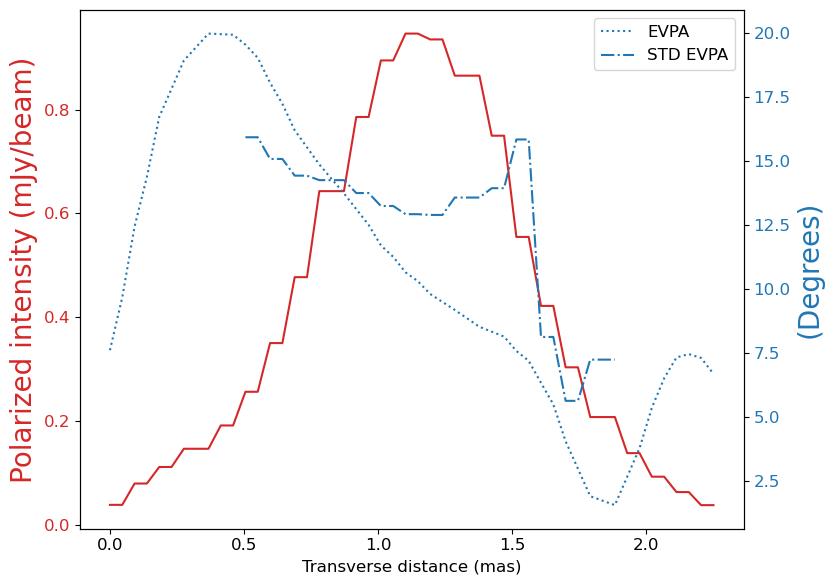 EVPA
STD EVPA
Polarized intensity (mJy/beam)
0.8
0.6
0.4
0.2
0.0
20.0
17.5
15.0
12.5
10.0
7.5
5.0
2.5
(Degrees)
0.0 0.5 1.0 1.5 2.0
Transverse distance (mas)